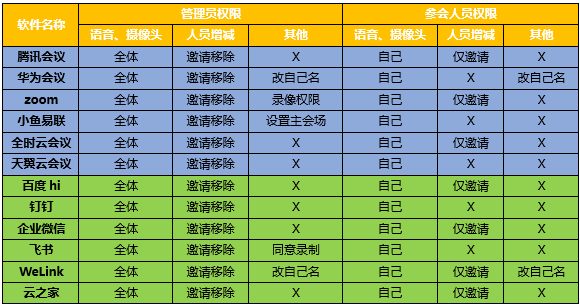 软件名称 管理员权限 参会人员权限
语音、摄像头 人员增减 其他 语音、摄像头 人员增减 其他
腾讯会议 全体 邀请移除 X 自己 仅邀请 X
华为会议 全体 邀请移除 改自己名 自己 X 改自己名
zoom 全体 邀请移除 录像权限 自己 仅邀请 X
小鱼易联 全体 邀请移除 设置主会场 自己 X X
全时云会议 全体 邀请移除 X 自己 仅邀请 X
天翼云会议 全体 邀请移除 X 自己 X X
百度 hi 全体 邀请移除 X 自己 仅邀请 X
钉钉 全体 邀请移除 X 自己 X X
企业微信 全体 邀请移除 X 自己 仅邀请 X
飞书 全体 邀请移除 同意录制 自己 X X
WeLink 全体 邀请移除 改自己名 自己 仅邀请 改自己名
云之家 全体 邀请移除 X 自己 仅邀请 X